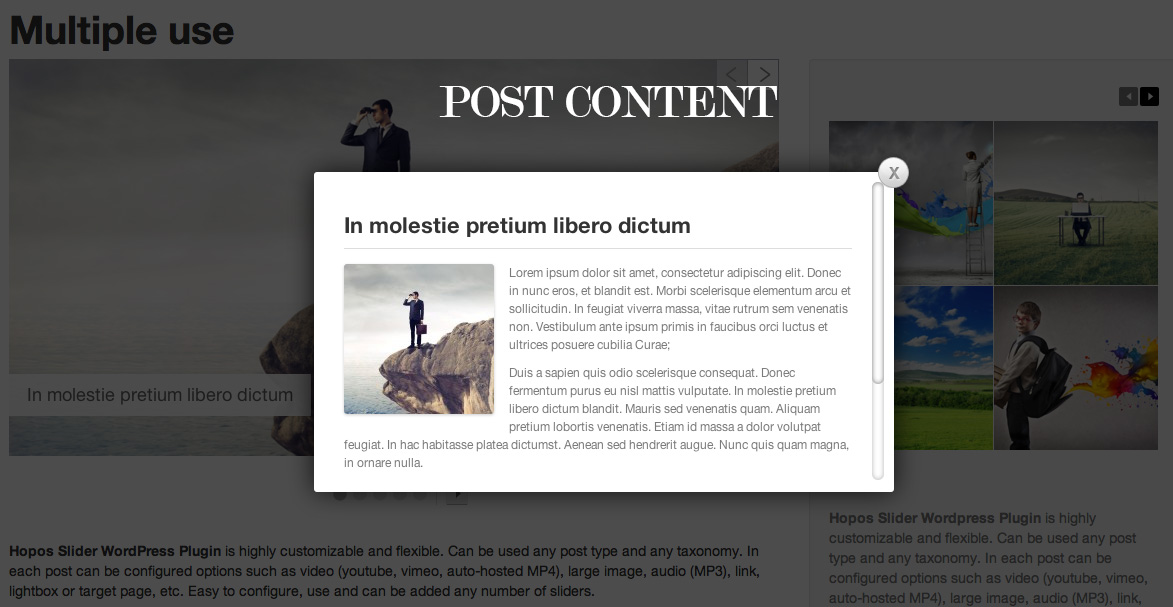 Multiple use
POST CONTENT
X
In molestie pretium libero dictum
Lorem ipsum dolor sit amet, consectetur adipiscing elit. Donec
in nunc eros, et blandit est. Morbi scelerisque elementum arcu et
sollicitudin. In feugiat viverra massa, vitae rutrum sem venenatis
non. Vestibulum ante ipsum primis in faucibus orci luctus et
ultrices posuere cubilia Curae;
Duis a sapien quis odio scelerisque consequat. Donec
fermentum purus eu nisl mattis vulputate. In molestie pretium
libero dictum blandit. Mauris sed venenatis quam. Aliquam
pretium lobortis venenatis. Etiam id massa a dolor volutpat
feugiat. In hac habitasse platea dictumst. Aenean sed hendrerit augue. Nunc quis quam magna,
in ornare nulla.
In molestie pretium libero dictum
Hopos Slider WordPress Plugin is highly customizable and flexible. Can be used any post type and any taxonomy. In
each post can be configured options such as video (youtube, vimeo, auto-hosted MP4), large image, audio (MP3), link,
lightbox or target page, etc. Easy to configure, use and can be added any number of sliders.
Hopos Slider Wordpress Plugin is highly
customizable and flexible. Can be used any post
type and any taxonomy. In each post can be
configured options such as video (youtube, vimeo,
auto-hosted MP4), large image, audio (MP3), link,